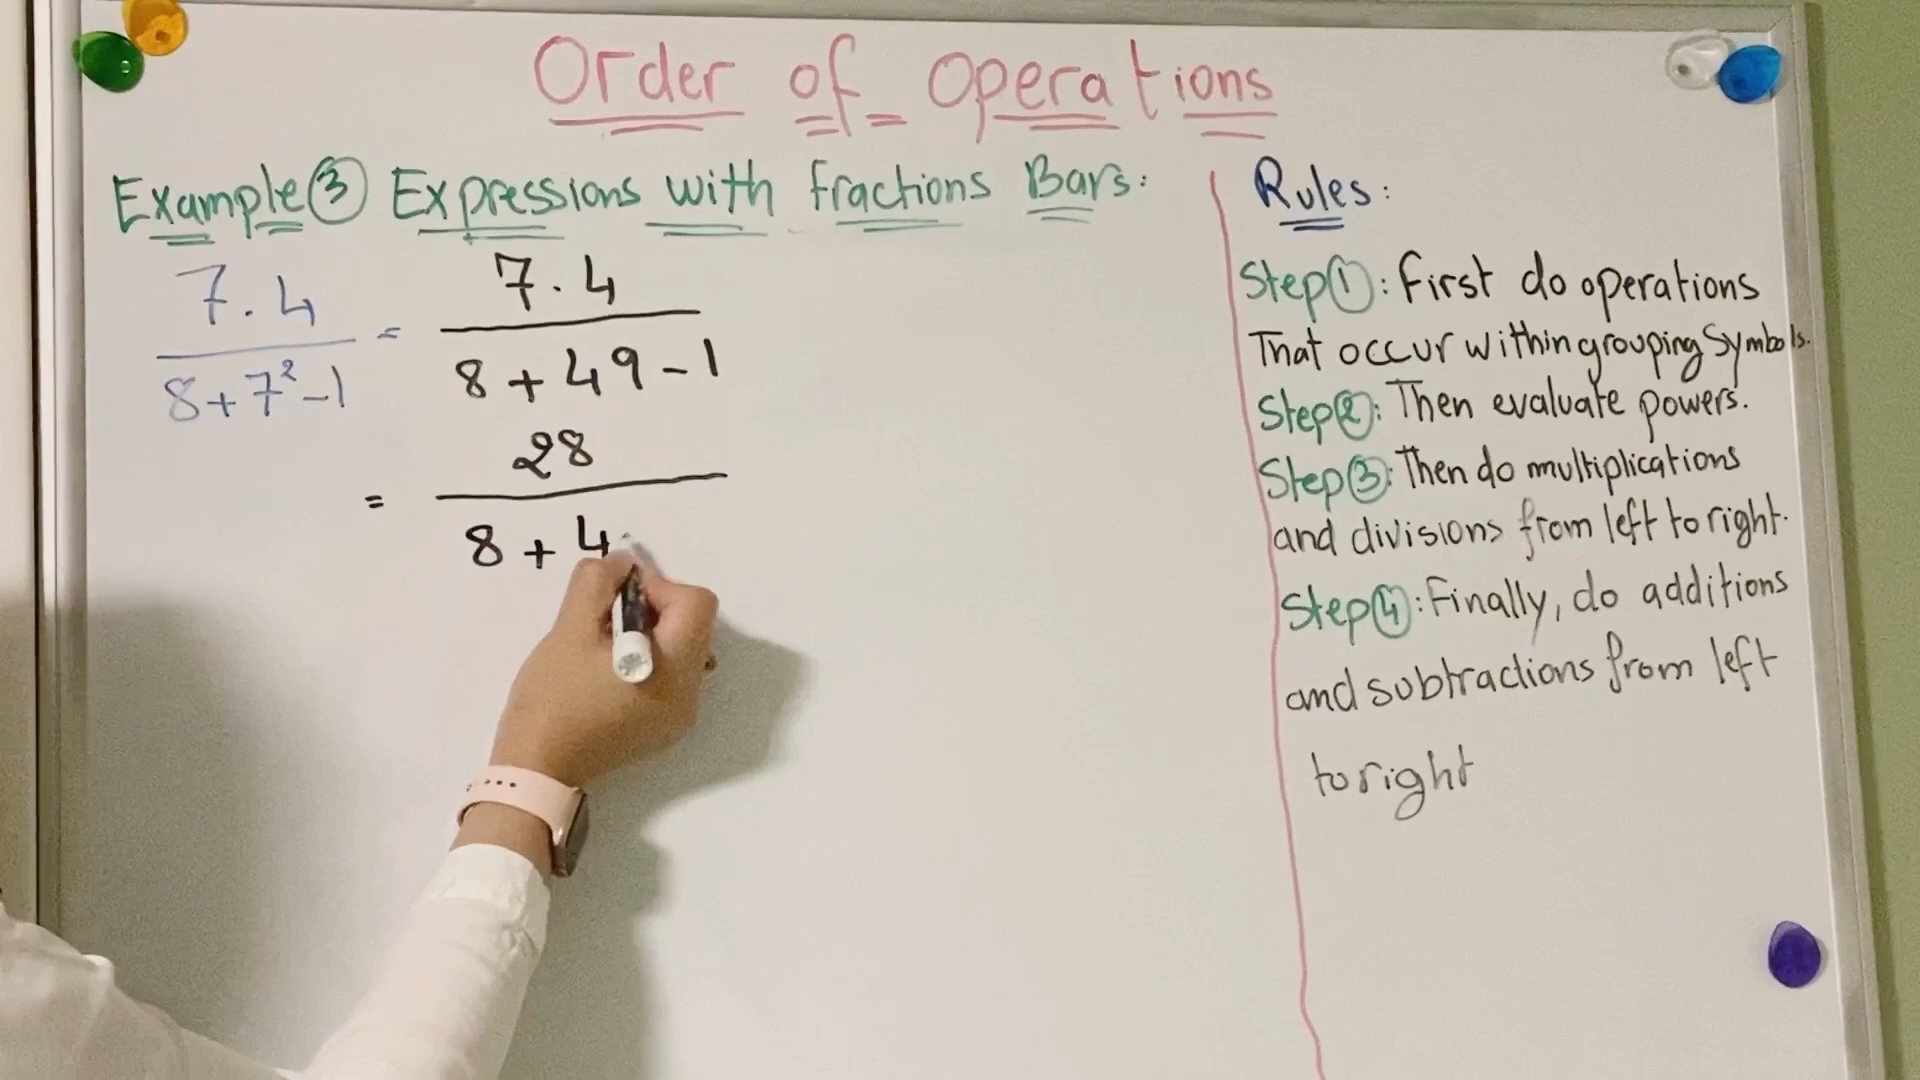 Order of Operations
Example ③ Expressions with fractions Bars:
7 . 4
8 + 7² - 1
=
7 . 4
8 + 49 - 1
28
=
8 + 4
Rules:
Step ①: First do operations
That occur within grouping symbols.
Step ②: Then evaluate powers.
Step ③: Then do multiplications
and divisions from left to right.
Step ④: Finally, do additions
and subtractions from left
to right